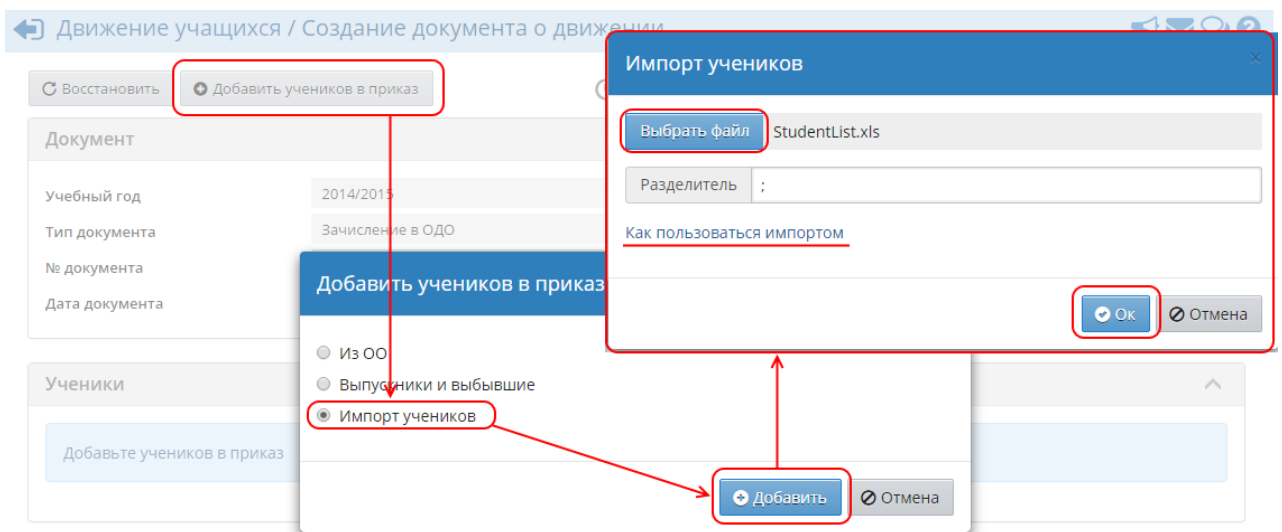 Движение учащихся / Создание документа о движении
Восстановить
Добавить учеников в приказ
Документ
Учебный год
2014/2015
Тип документа
Зачисление в ОДО
№ документа
Дата документа
Ученики
Добавьте учеников в приказ
Добавить учеников в приказ
Из ОО
Выпускники и выбывшие
Импорт учеников
Добавить
Отмена
Импорт учеников
Выбрать файл
StudentList.xls
Разделитель
;
Как пользоваться импортом
Ок
Отмена